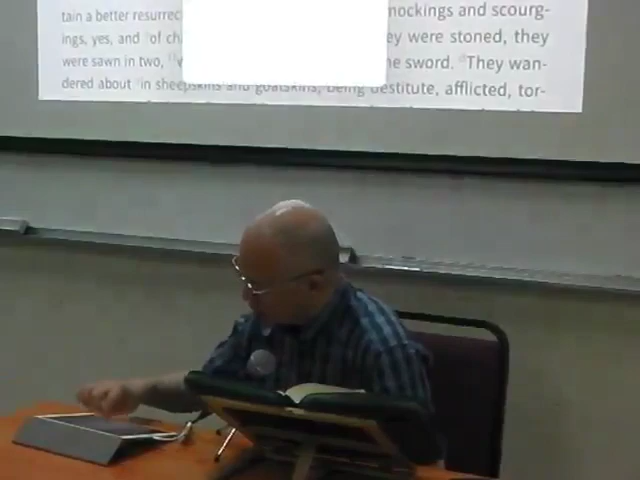 tain a better resurrec mockings and scourg-
ings, yes, and of ch ey were stoned, they
were sawn in two, he sword. They wan-
dered about in sheepskins and goatskins, being destitute, afflicted, tor-